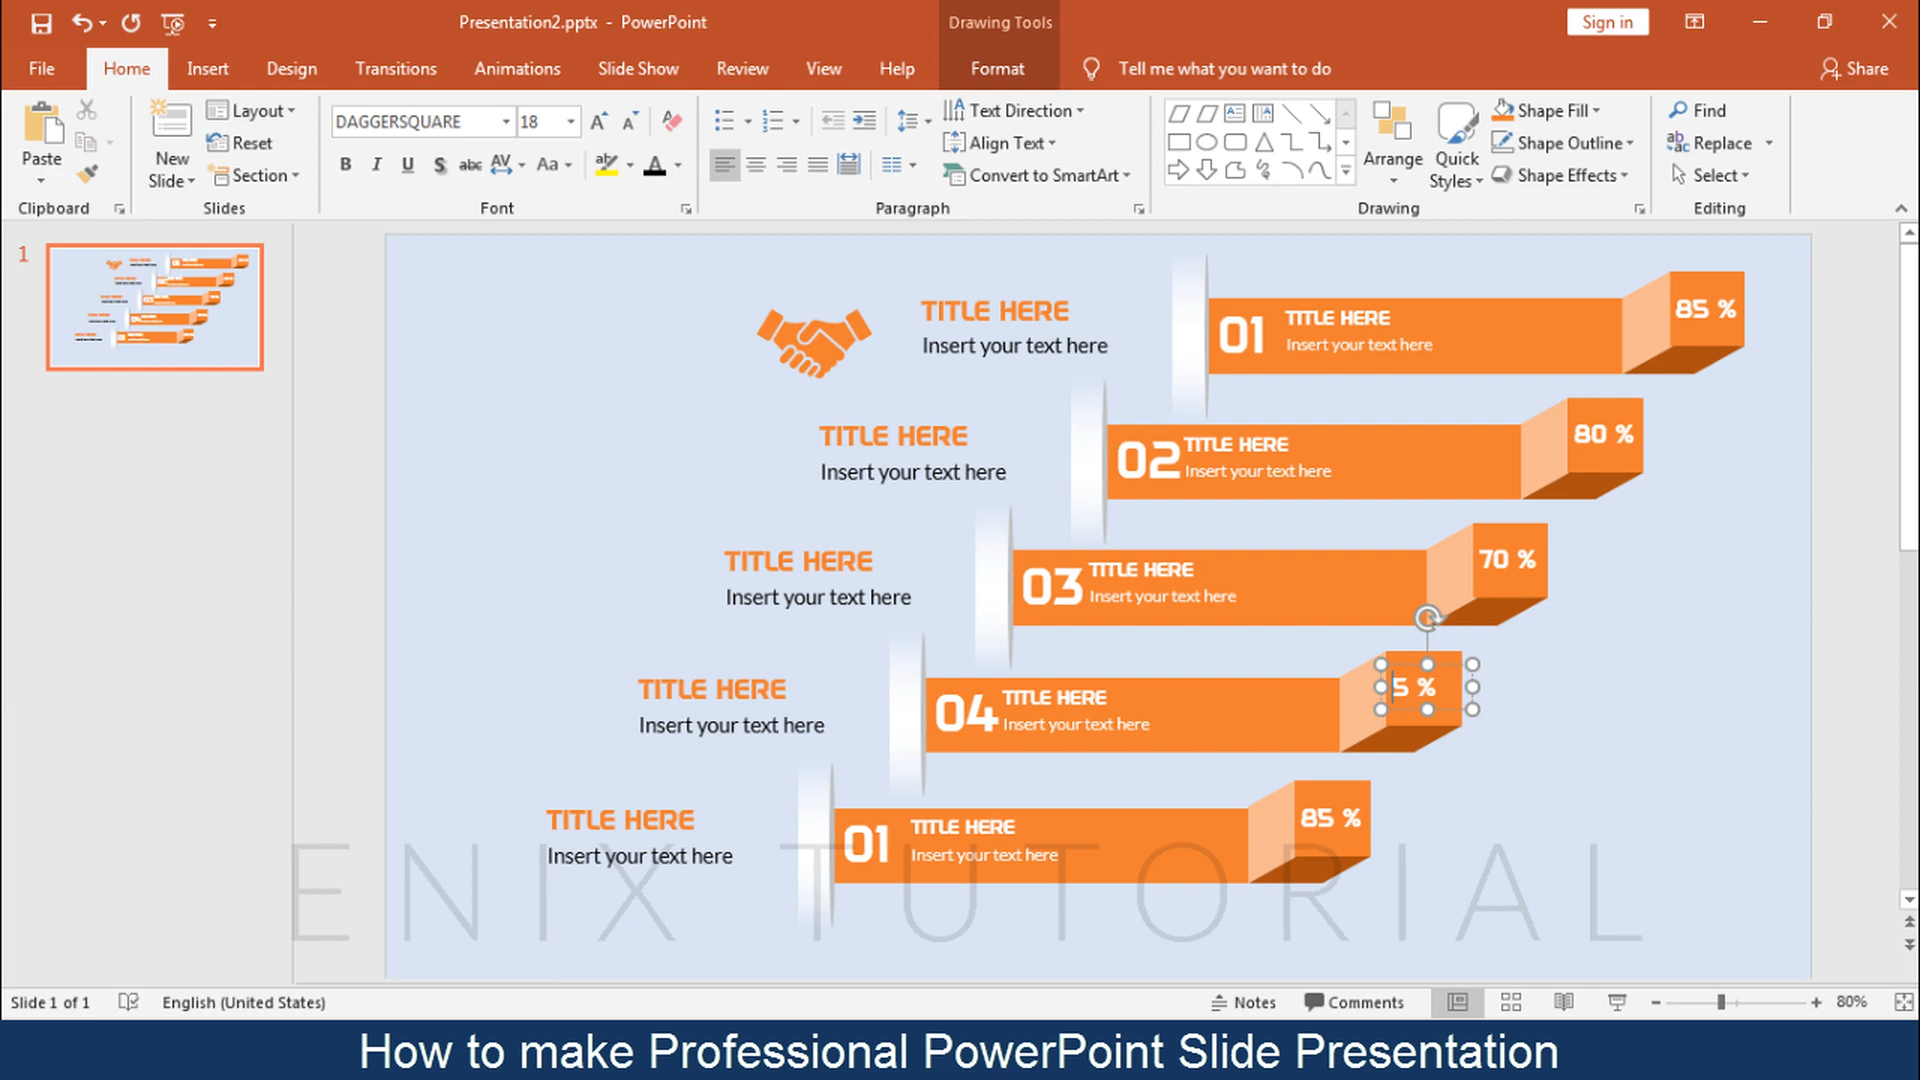 Presentation2.pptx - PowerPoint
Drawing Tools
Sign in
File Home Insert Design Transitions Animations Slide Show Review View Help Format Tell me what you want to do Share
Paste
Clipboard
New Slide
Layout
Reset
Section
Slides
DAGGERSQUARE 18
B I U S abc AV Aa A
Font
Text Direction
Align Text
Convert to SmartArt
Paragraph
Arrange
Quick Styles
Shape Fill
Shape Outline
Shape Effects
Drawing
Find
Replace
Select
Editing
1
TITLE HERE
Insert your text here
01
TITLE HERE
Insert your text here
85 %
TITLE HERE
Insert your text here
02
TITLE HERE
Insert your text here
80 %
TITLE HERE
Insert your text here
03
TITLE HERE
Insert your text here
70 %
TITLE HERE
Insert your text here
04
TITLE HERE
Insert your text here
5 %
TITLE HERE
Insert your text here
01
TITLE HERE
Insert your text here
85 %
ENIX TUTORIAL
Slide 1 of 1 English (United States) Notes Comments 80%
How to make Professional PowerPoint Slide Presentation